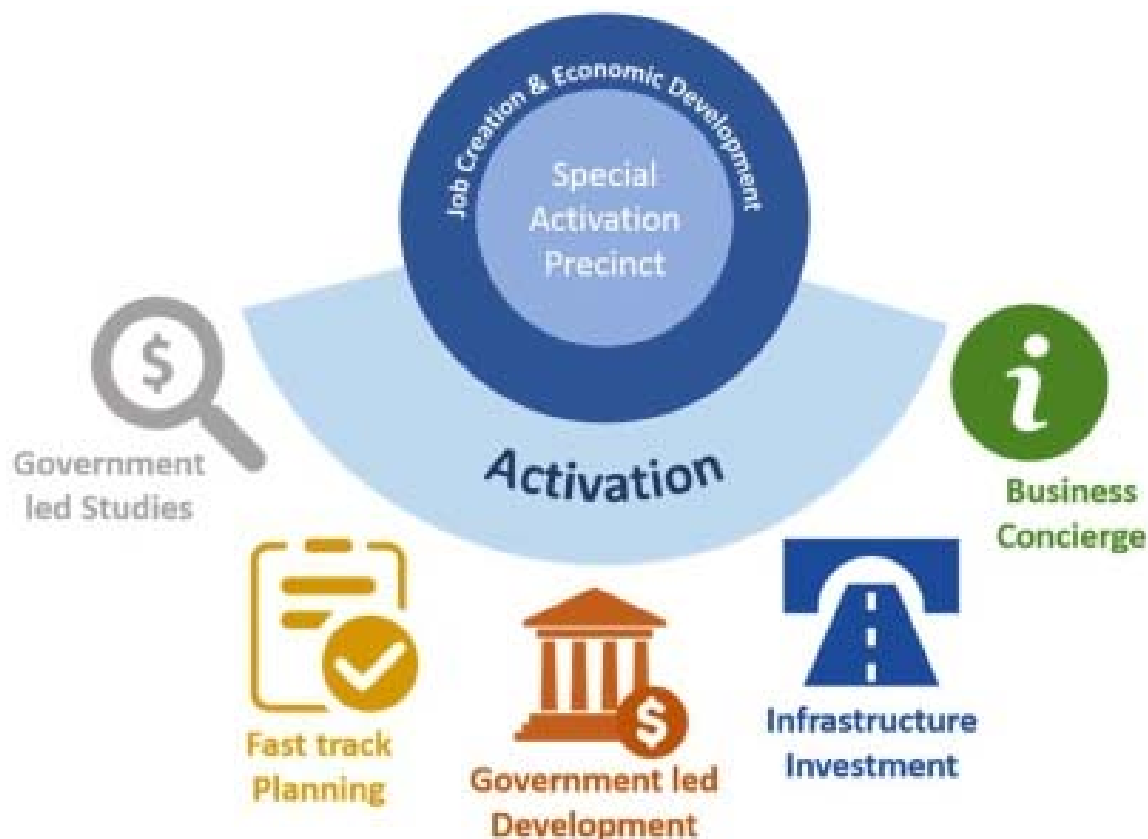 Job Creation & Economic Development
Special
Activation
Precinct
Activation
$
Government
led Studies
Fast track
Planning
$
Government led
Development
Infrastructure
Investment
i
Business
Concierge